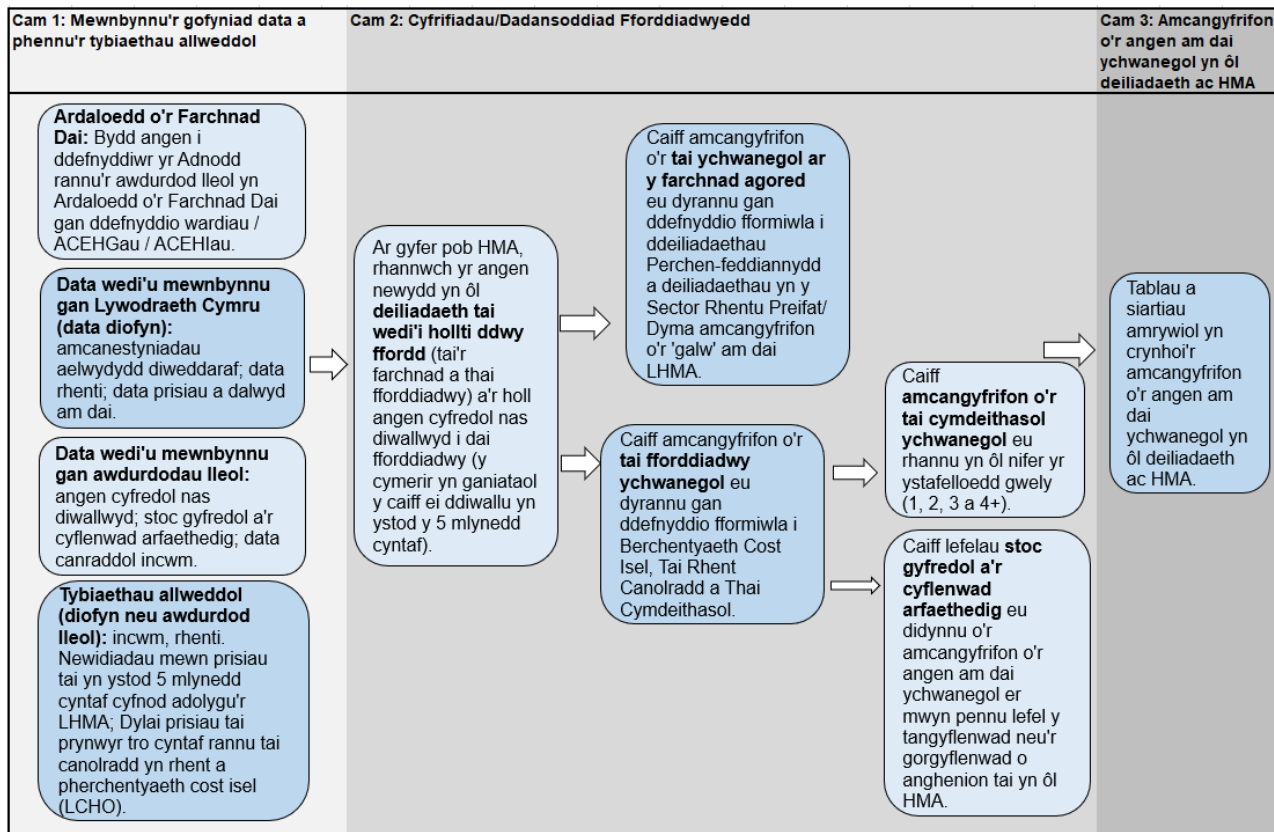 Cam 1: Mewnbynnu'r gofyniad data a
phennu'r tybiaethau allweddol
Cam 2: Cyfrifiadau/Dadansoddiad Fforddiadwyedd
Cam 3: Amcangyfrifon
o'r angen am dai
ychwanegol yn ôl
deiliadaeth ac HMA
Ardaloedd o'r Farchnad
Dai: Bydd angen i
ddefnyddiwr yr Adnodd
rannu'r awdurdod lleol yn
Ardaloedd o'r Farchnad Dai
gan ddefnyddio wardiau /
ACEHGau / ACEHIau.
Data wedi'u mewnbynnu
gan Lywodraeth Cymru
(data diofyn):
amcanestyniadau
aelwydydd diweddaraf; data
rhenti; data prisiau a dalwyd
am dai.
Data wedi'u mewnbynnu
gan awdurdodau lleol:
angen cyfredol nas
diwallwyd; stoc gyfredol a'r
cyflenwad arfaethedig; data
canraddol incwm.
Tybiaethau allweddol
(diofyn neu awdurdod
lleol): incwm, rhenti.
Newidiadau mewn prisiau
tai yn ystod 5 mlynedd
cyntaf cyfnod adolygu'r
LHMA; Dylai prisiau tai
prynwyr tro cyntaf rannu tai
canolradd yn rhent a
pherchentyaeth cost isel
(LCHO).
Ar gyfer pob HMA,
rhannwch yr angen
newydd yn ôl
deiliadaeth tai
wedi'i hollti ddwy
ffordd (tai'r
farchnad a thai
fforddiadwy) a'r holl
angen cyfredol nas
diwallwyd i dai
fforddiadwy (y
cymerir yn ganiataol
y caiff ei ddiwallu yn
ystod y 5 mlynedd
cyntaf).
Caiff amcangyfrifon
o'r tai ychwanegol ar
y farchnad agored
eu dyrannu gan
ddefnyddio fformiwla i
ddeiliadaethau
Perchen-feddiannydd
a deiliadaethau yn y
Sector Rhentu Preifat/
Dyma amcangyfrifon
o'r 'galw' am dai
LHMA.
Caiff amcangyfrifon o'r
tai fforddiadwy
ychwanegol eu
dyrannu gan
ddefnyddio fformiwla i
Berchentyaeth Cost
Isel, Tai Rhent
Canolradd a Thai
Cymdeithasol.
Caiff
amcangyfrifon o'r
tai cymdeithasol
ychwanegol eu
rhannu yn ôl nifer yr
ystafelloedd gwely
(1, 2, 3 a 4+).
Caiff lefelau stoc
gyfredol a'r
cyflenwad
arfaethedig eu
didynnu o'r
amcangyfrifon o'r
angen am dai
ychwanegol er
mwyn pennu lefel y
tangyflenwad neu'r
gorgyflenwad o
anghenion tai yn ôl
HMA.
Tablau a
siartiau
amrywiol yn
crynhoi'r
amcangyfrifon
o'r angen am
dai
ychwanegol yn
ôl deiliadaeth
ac HMA.